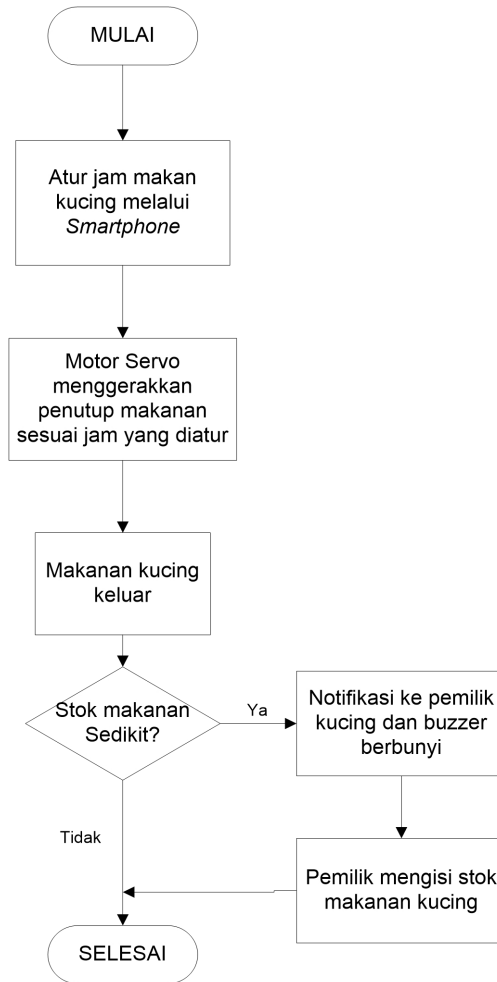 MULAI
Atur jam makan
kucing melalui
Smartphone
Motor Servo
menggerakkan
penutup makanan
sesuai jam yang diatur
Makanan kucing
keluar
Stok makanan
Sedikit?
Ya
Notifikasi ke pemilik
kucing dan buzzer
berbunyi
Tidak
Pemilik mengisi stok
makanan kucing
SELESAI